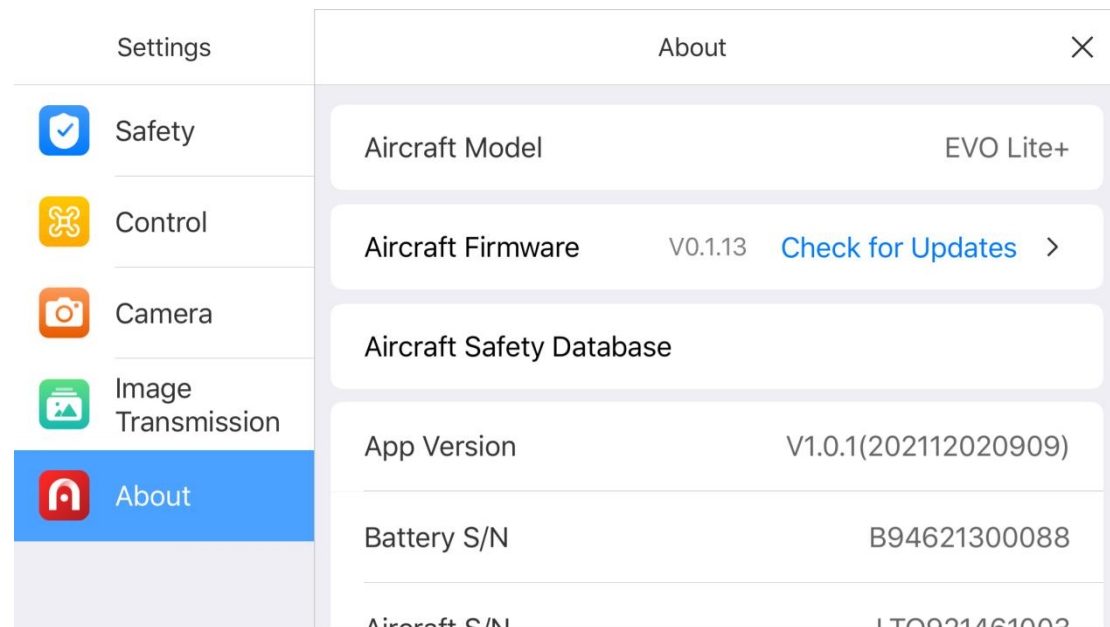 Settings
About
Safety
Control
Camera
Image
Transmission
About
Aircraft Model
EVO Lite+
Aircraft Firmware
V0.1.13
Check for Updates
Aircraft Safety Database
App Version
V1.0.1(202112020909)
Battery S/N
B94621300088
Aircraft S/N